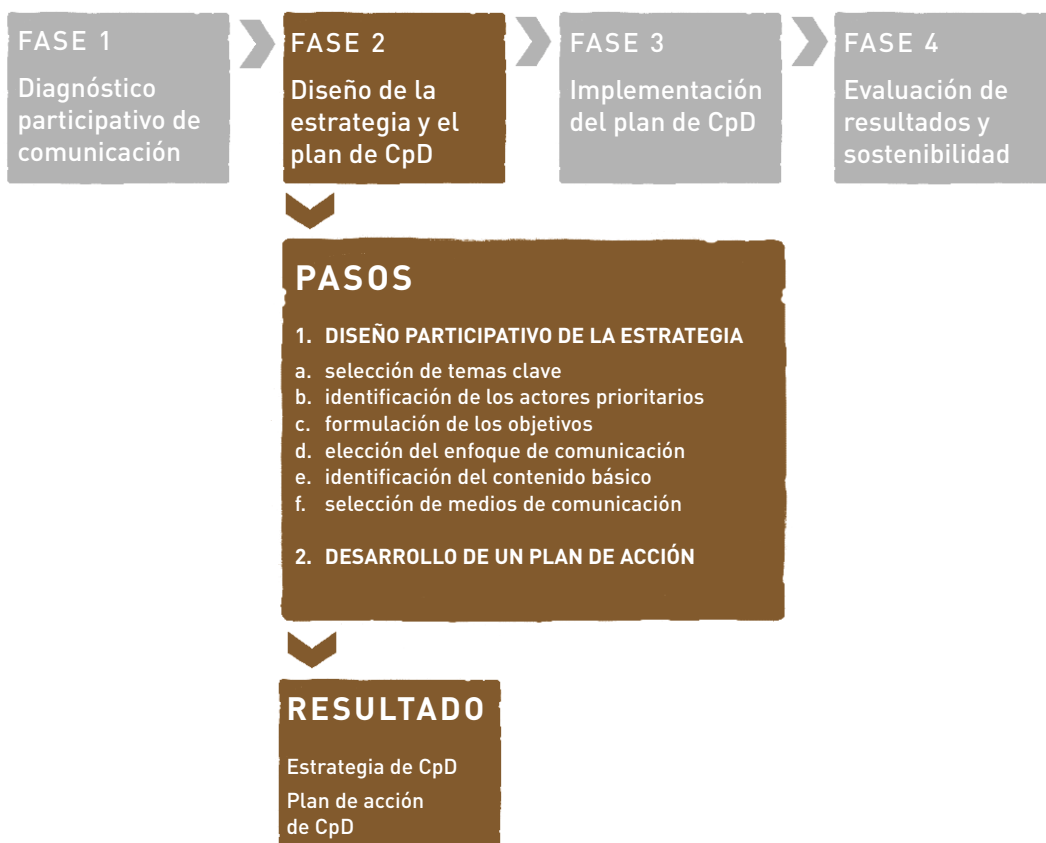 FASE 1
Diagnóstico
participativo de
comunicación
FASE 2
Diseño de la
estrategia y el
plan de CpD
FASE 3
Implementación
del plan de CpD
FASE 4
Evaluación de
resultados y
sostenibilidad
PASOS
1. DISEÑO PARTICIPATIVO DE LA ESTRATEGIA
a. selección de temas clave
b. identificación de los actores prioritarios
c. formulación de los objetivos
d. elección del enfoque de comunicación
e. identificación del contenido básico
f. selección de medios de comunicación
2. DESARROLLO DE UN PLAN DE ACCIÓN
RESULTADO
Estrategia de CpD
Plan de acción
de CpD